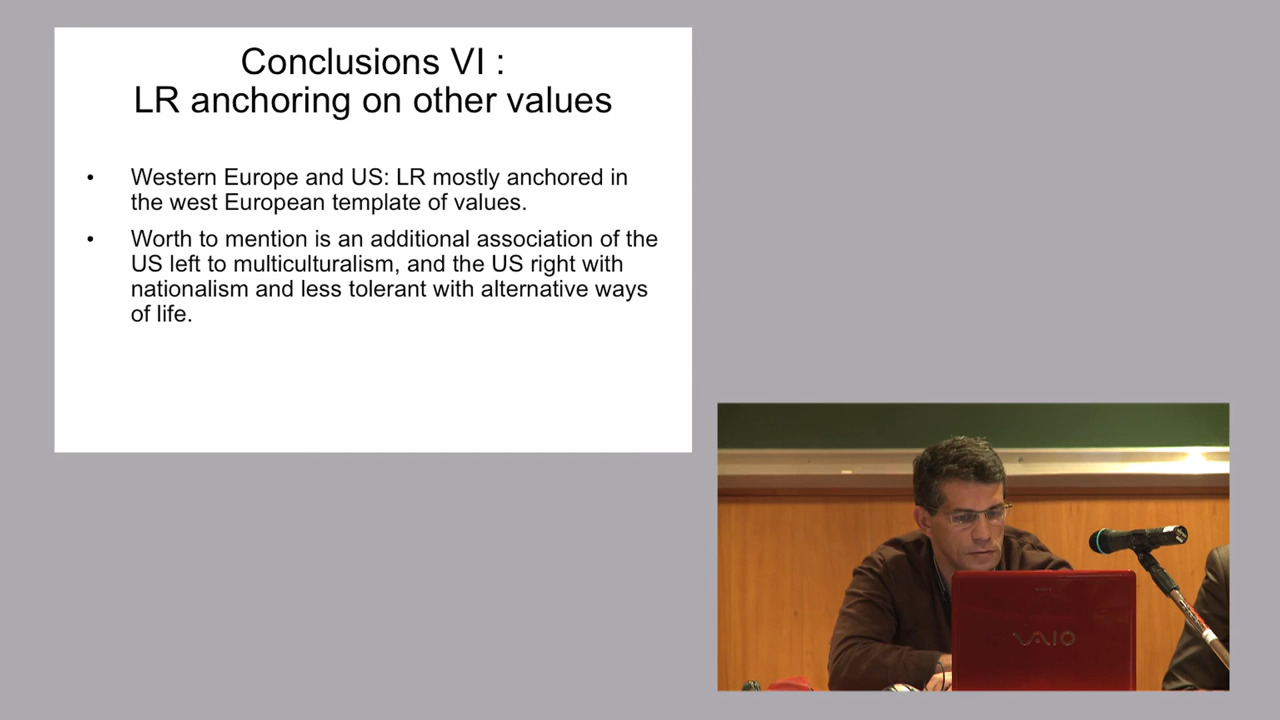 Conclusions VI :
LR anchoring on other values
• Western Europe and US: LR mostly anchored in
the west European template of values.
• Worth to mention is an additional association of the
US left to multiculturalism, and the US right with
nationalism and less tolerant with alternative ways
of life.
VAIO